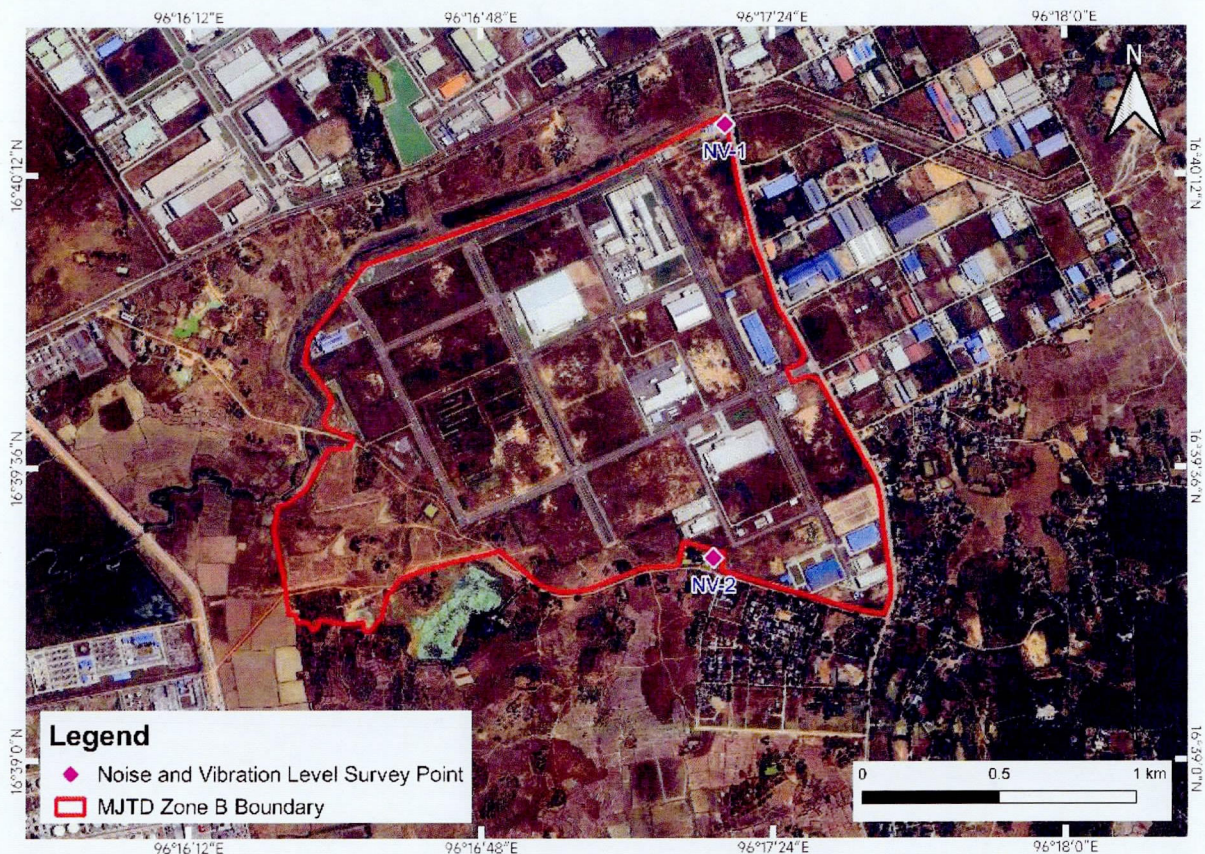 96°16'12"E 96°16'48"E 96°17'24"E 96°18'0"E
N
16°40'12"N 16°40'12"N
NV-1
16°39'36"N 16°39'36"N
NV-2
Legend
Noise and Vibration Level Survey Point
MJTD Zone B Boundary
0 0.5 1 km
16°39'0"N 16°39'0"N
96°16'12"E 96°16'48"E 96°17'24"E 96°18'0"E